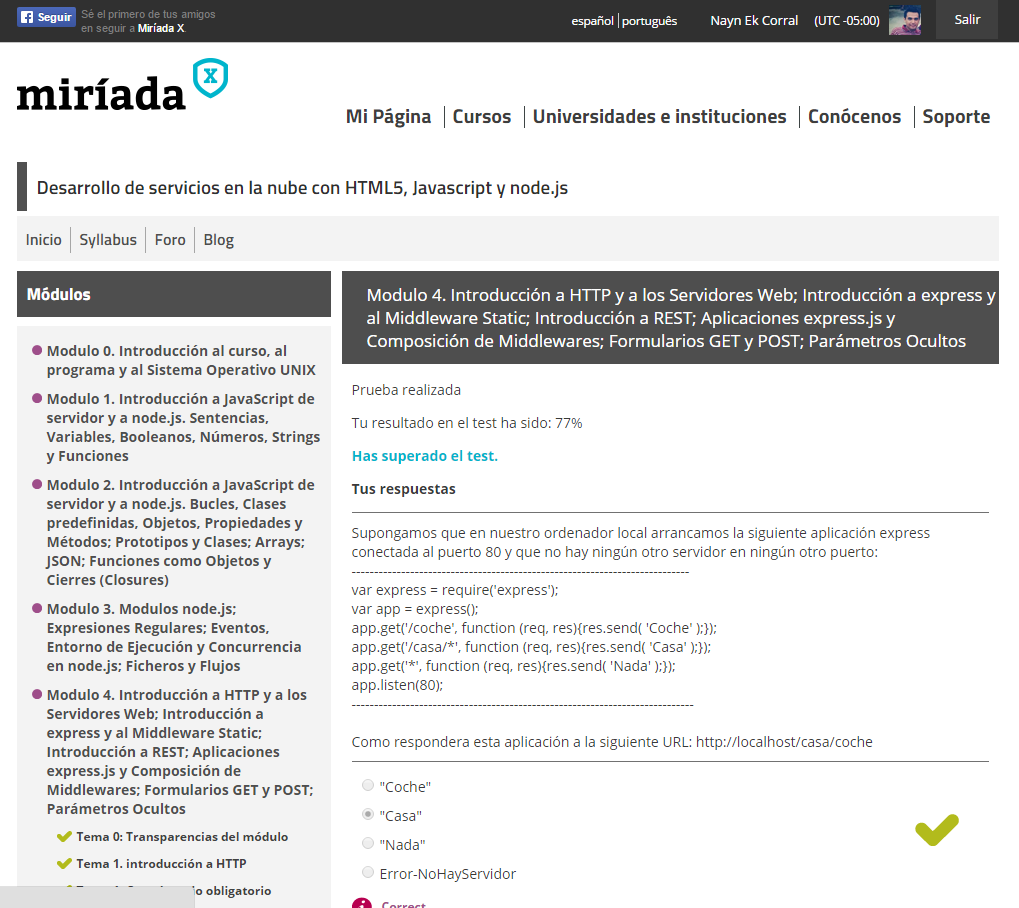 Seguir
Sé el primero de tus amigos
en seguir a Miríada X.
español
português
Nayn Ek Corral
(UTC -05:00)
Salir
miríada X
Mi Página
Cursos
Universidades e instituciones
Conócenos
Soporte
Desarrollo de servicios en la nube con HTML5, Javascript y node.js
Inicio
Syllabus
Foro
Blog
Módulos
Modulo 0. Introducción al curso, al
programa y al Sistema Operativo UNIX
Modulo 1. Introducción a JavaScript de
servidor y a node.js. Sentencias,
Variables, Booleanos, Números, Strings
y Funciones
Modulo 2. Introducción a JavaScript de
servidor y a node.js. Bucles, Clases
predefinidas, Objetos, Propiedades y
Métodos; Prototipos y Clases; Arrays;
JSON; Funciones como Objetos y
Cierres (Closures)
Modulo 3. Modulos node.js;
Expresiones Regulares; Eventos,
Entorno de Ejecución y Concurrencia
en node.js; Ficheros y Flujos
Modulo 4. Introducción a HTTP y a los
Servidores Web; Introducción a
express y al Middleware Static;
Introducción a REST; Aplicaciones
express.js y Composición de
Middlewares; Formularios GET y POST;
Parámetros Ocultos
Tema 0: Transparencias del módulo
Tema 1. introducción a HTTP
obligatorio
Modulo 4. Introducción a HTTP y a los Servidores Web; Introducción a express y
al Middleware Static; Introducción a REST; Aplicaciones express.js y
Composición de Middlewares; Formularios GET y POST; Parámetros Ocultos
Prueba realizada
Tu resultado en el test ha sido: 77%
Has superado el test.
Tus respuestas
Supongamos que en nuestro ordenador local arrancamos la siguiente aplicación express
conectada al puerto 80 y que no hay ningún otro servidor en ningún otro puerto:
---------------------------------------------------------------------------
var express = require('express');
var app = express();
app.get('/coche', function (req, res){res.send( 'Coche' );});
app.get('/casa/*', function (req, res){res.send( 'Casa' );});
app.get('*', function (req, res){res.send( 'Nada' );});
app.listen(80);
----------------------------------------------------------------------------
Como respondera esta aplicación a la siguiente URL: http://localhost/casa/coche
"Coche"
"Casa"
"Nada"
Error-NoHayServidor
Correct